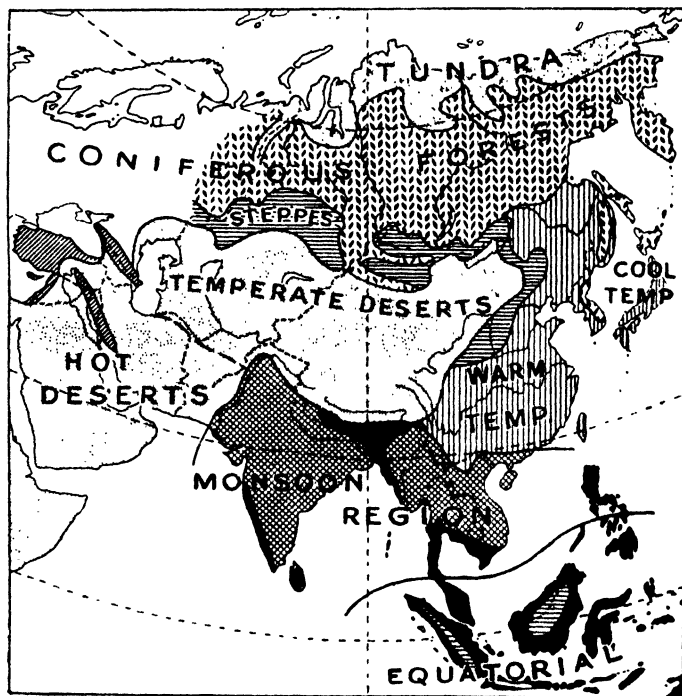 TUNDRA
CONIFEROUS FORESTS
STEPPES
COOL
TEMP
TEMPERATE DESERTS
HOT
DESERTS
WARM
TEMP
MONSOON
REGION
EQUATORIAL